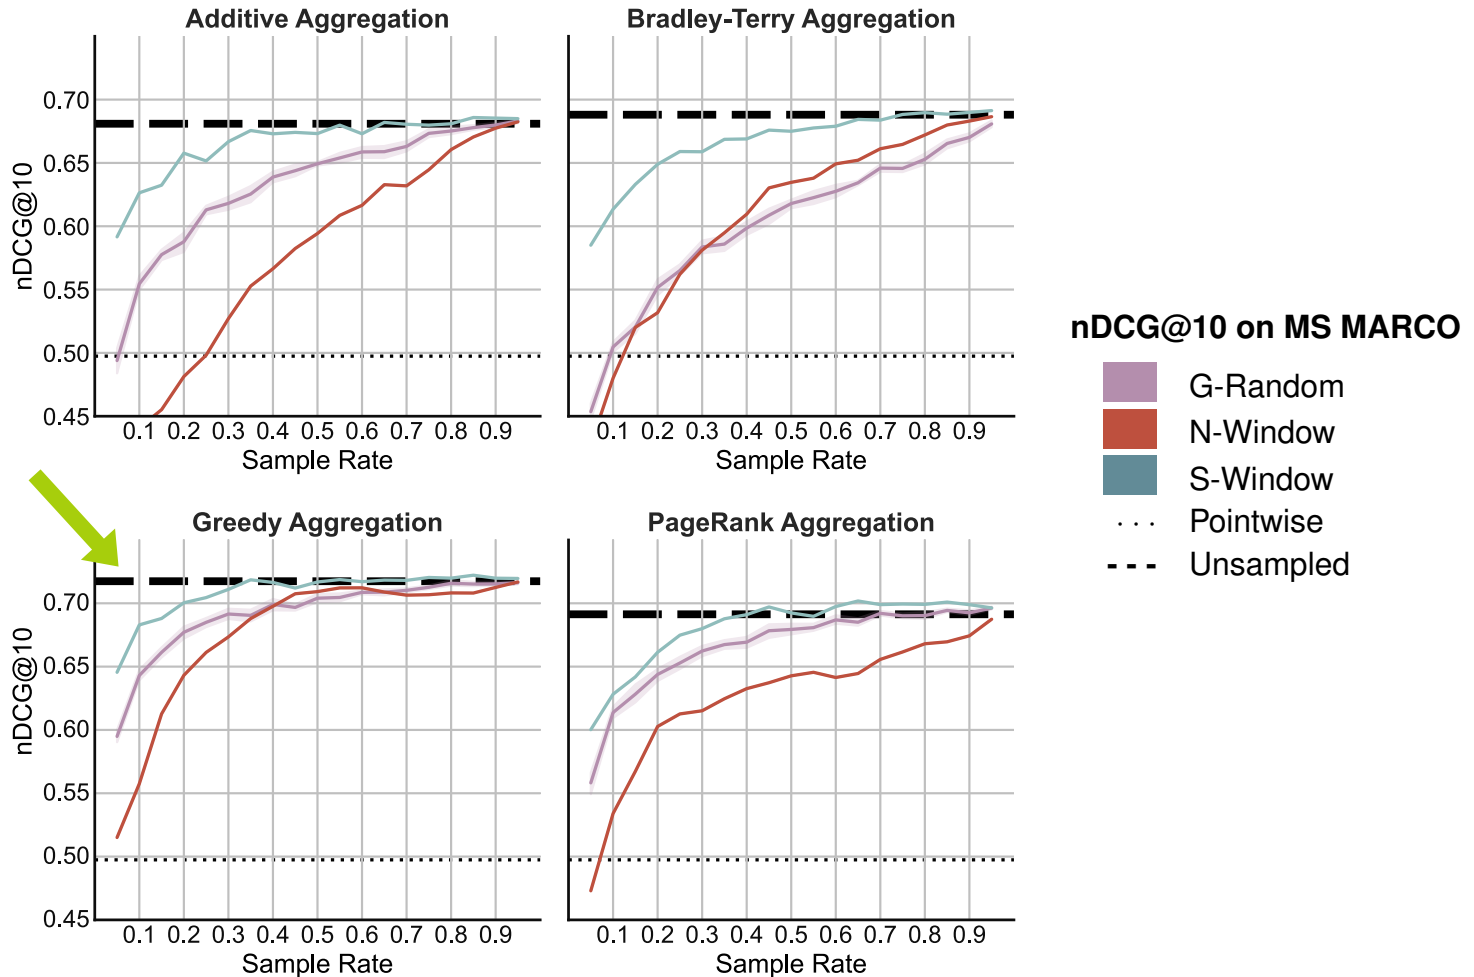 Additive Aggregation
0.70
0.65
0.60
0.55
0.50
0.45
nDCG@10
0.1 0.2 0.3 0.4 0.5 0.6 0.7 0.8 0.9
Sample Rate
Bradley-Terry Aggregation
0.1 0.2 0.3 0.4 0.5 0.6 0.7 0.8 0.9
Sample Rate
Greedy Aggregation
0.70
0.65
0.60
0.55
0.50
0.45
nDCG@10
0.1 0.2 0.3 0.4 0.5 0.6 0.7 0.8 0.9
Sample Rate
PageRank Aggregation
0.1 0.2 0.3 0.4 0.5 0.6 0.7 0.8 0.9
Sample Rate
nDCG@10 on MS MARCO
G-Random
N-Window
S-Window
Pointwise
Unsampled